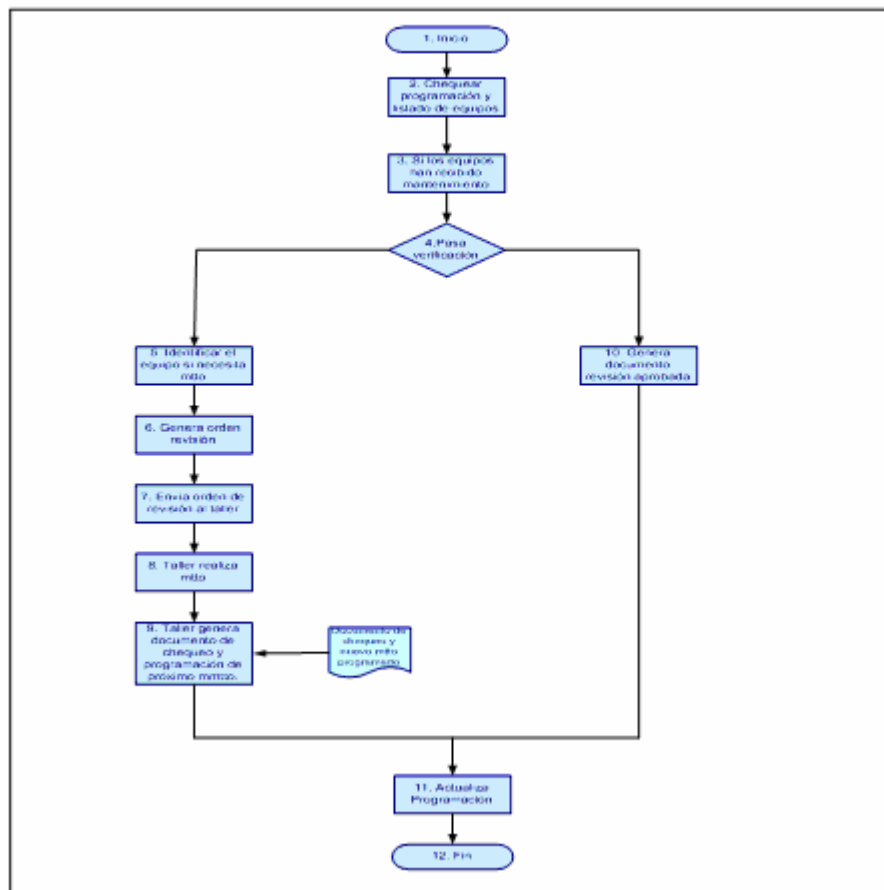 1. Inicio
2. Chequear
programación y
listado de equipos
3. Si los equipos
han recibido
mantenimiento
4.Pasa
verificación
5. Identificar el
equipo si necesita
mtto
6. Genera orden
revisión
7. Envia orden de
revisión al taller
8. Taller realiza
mtto
9. Taller genera
documento de
chequeo y
programación de
próximo
Documento de
chequeo y
nuevo mtto
programado
10. Genera
documento
revisión aprobada
11. Actualiza
Programación
12. Fin